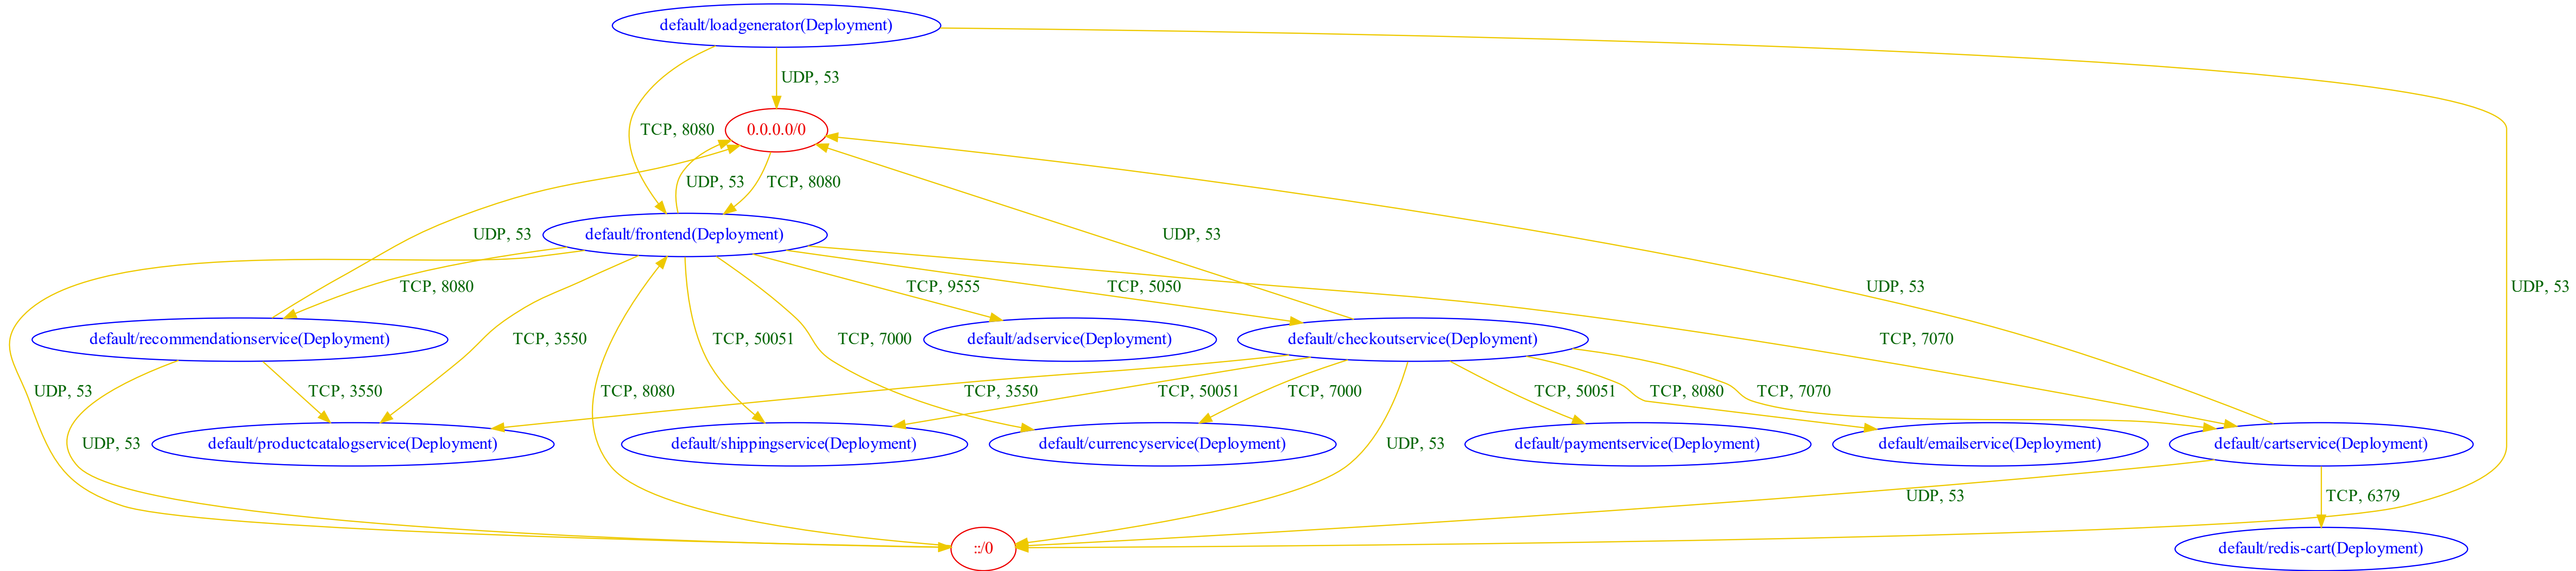 default/loadgenerator(Deployment)
UDP, 53
TCP, 8080
0.0.0.0/0
UDP, 53
TCP, 8080
UDP, 53
default/frontend(Deployment)
UDP, 53
TCP, 8080
TCP, 9555
TCP, 5050
UDP, 53
UDP, 53
default/recommendationservice(Deployment)
TCP, 3550
TCP, 50051
TCP, 7000
default/adservice(Deployment)
default/checkoutservice(Deployment)
TCP, 7070
UDP, 53
TCP, 3550
TCP, 8080
TCP, 3550
TCP, 50051
TCP, 7000
TCP, 50051
TCP, 8080
TCP, 7070
UDP, 53
default/productcatalogservice(Deployment)
default/shippingservice(Deployment)
default/currencyservice(Deployment)
UDP, 53
default/paymentservice(Deployment)
default/emailservice(Deployment)
default/cartservice(Deployment)
UDP, 53
TCP, 6379
::/0
default/redis-cart(Deployment)